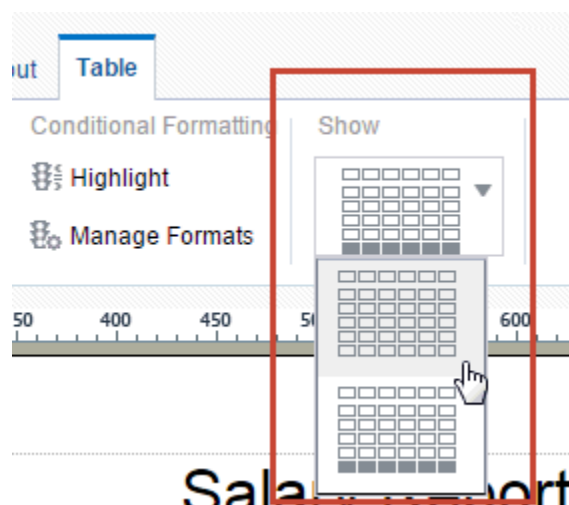 Table
Conditional Formatting
Show
Highlight
Manage Formats
400
450
600